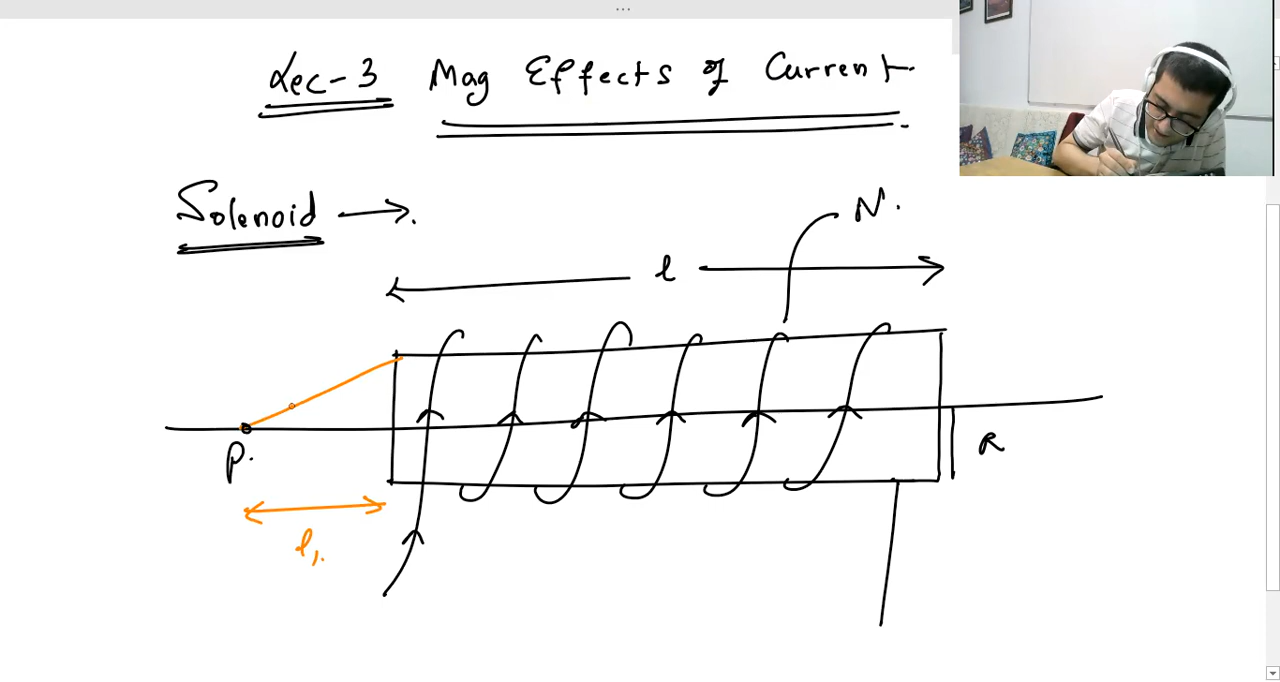 Lec-3 Mag Effects of Current.
Solenoid →.
N.
l
P.
R
l₁.